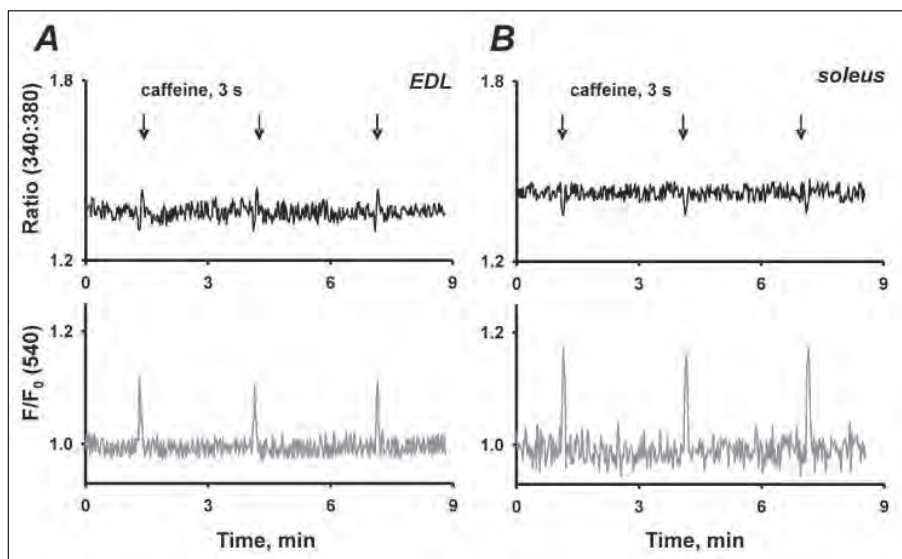 A
B
EDL
soleus
1.8
caffeine, 3 s
1.8
caffeine, 3 s
Ratio (340:380)
1.2
1.2
0 3 6 9
0 3 6 9
1.2
1.2
F/F0 (540)
1.0
1.0
0 3 6 9
0 3 6 9
Time, min
Time, min